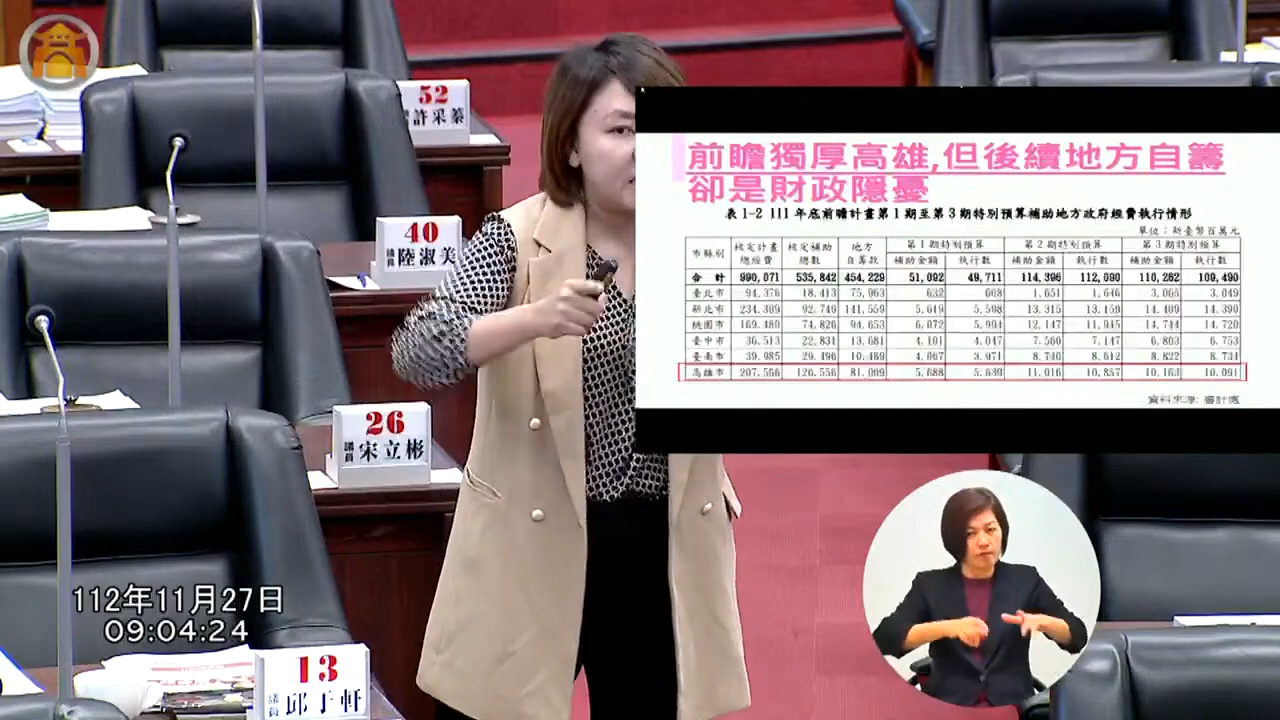 52
許采蓁
40
議員 陸淑美
26
議員 宋立彬
13
議員 邱于軒
112年11月27日
09:04:24
前瞻獨厚高雄,但後續地方自籌
卻是財政隱憂
表 1-2 111 年底前瞻計畫第 1 期至第 3 期特別預算補助地方政府經費執行情形
單位：新臺幣百萬元
市縣別 核定計畫總經費 核定補助總數 地方自籌款 第 1 期特別預算 第 2 期特別預算 第 3 期特別預算
補助金額 執行數 補助金額 執行數 補助金額 執行數
合 計 990,071 535,842 454,229 51,092 49,711 114,396 112,090 110,262 109,490
臺北市 94,376 18,413 75,963 632 608 1,651 1,646 3,065 3,049
新北市 234,309 92,749 141,559 5,619 5,508 13,315 13,159 14,409 14,390
桃園市 169,480 74,826 94,653 6,072 5,994 12,147 11,945 14,744 14,720
臺中市 36,513 22,831 13,681 4,101 4,047 7,560 7,147 6,803 6,753
臺南市 39,985 29,496 10,489 4,067 3,971 8,740 8,612 8,822 8,731
高雄市 207,566 126,556 81,009 5,688 11,016 10,857 10,163 10,091
資料來源: 審計處